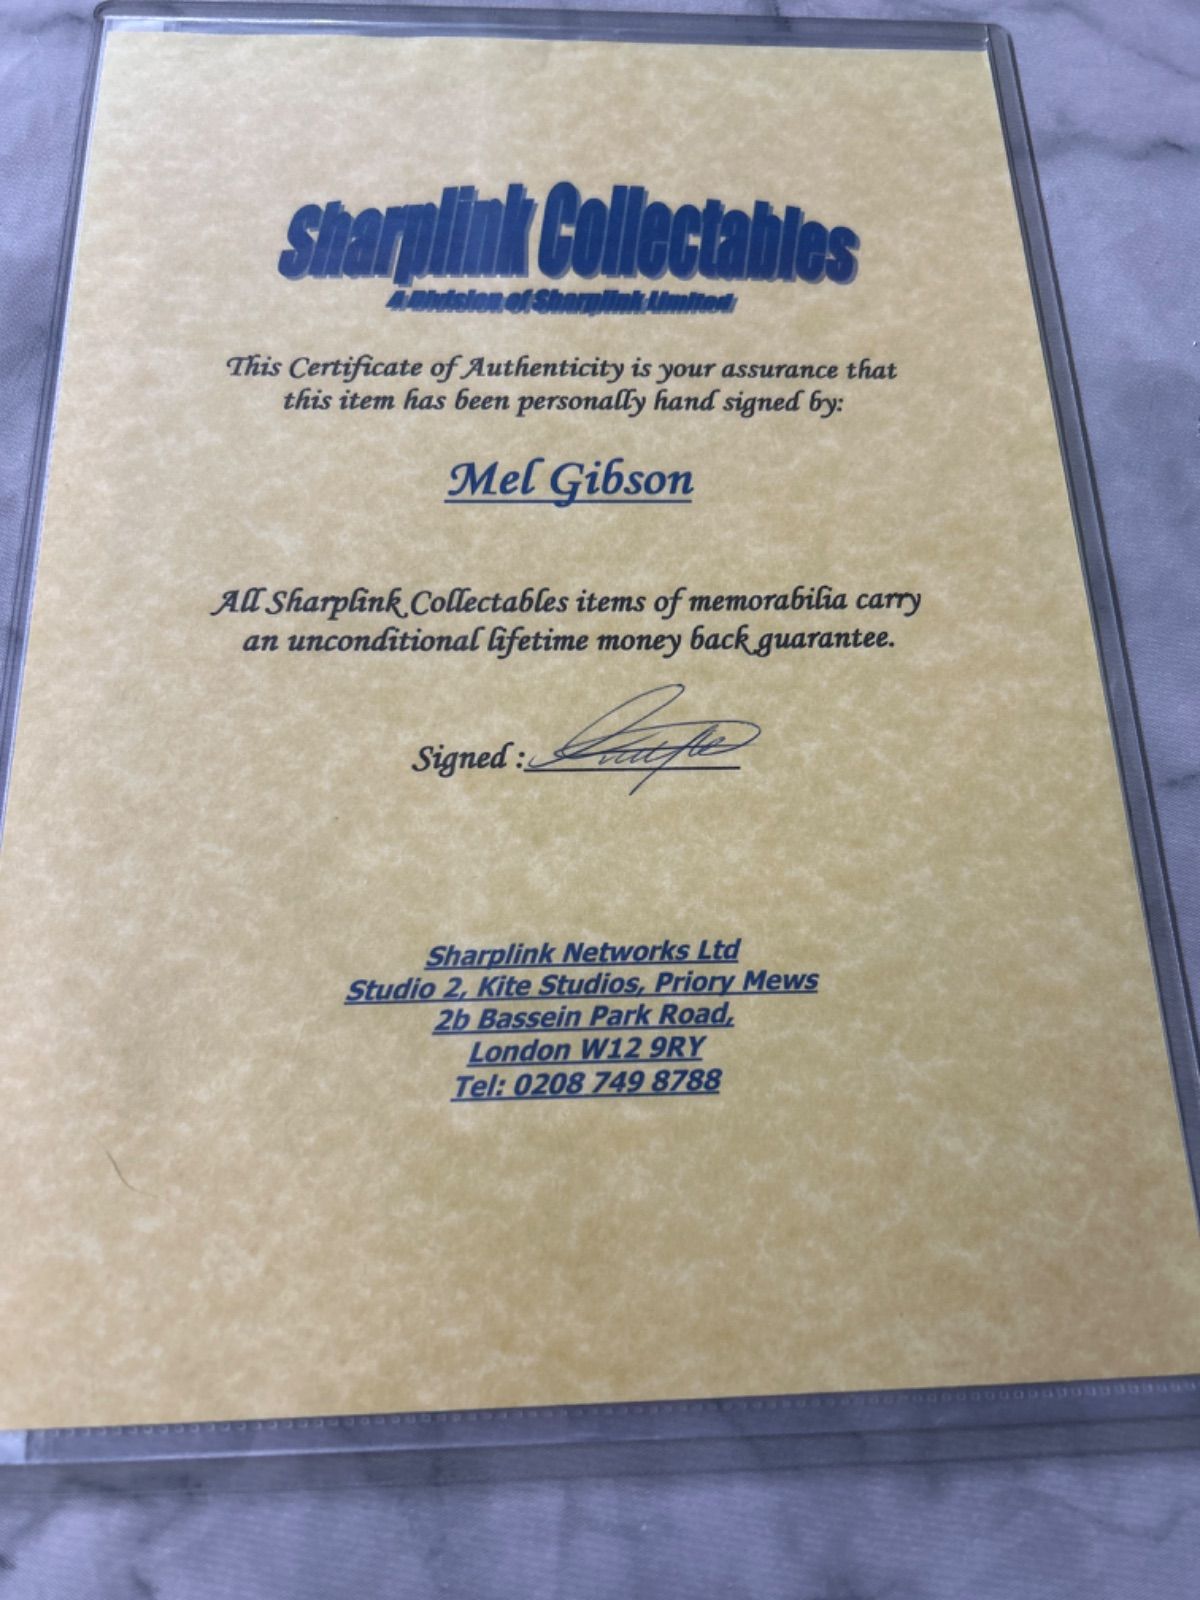 Sharplink Collectables
A Division of Sharplink Limited
This Certificate of Authenticity is your assurance that
this item has been personally hand signed by:
Mel Gibson
All Sharplink Collectables items of memorabilia carry
an unconditional lifetime money back guarantee.
Signed :
Sharplink Networks Ltd
Studio 2, Kite Studios, Priory Mews
2b Bassein Park Road,
London W12 9RY
Tel: 0208 749 8788